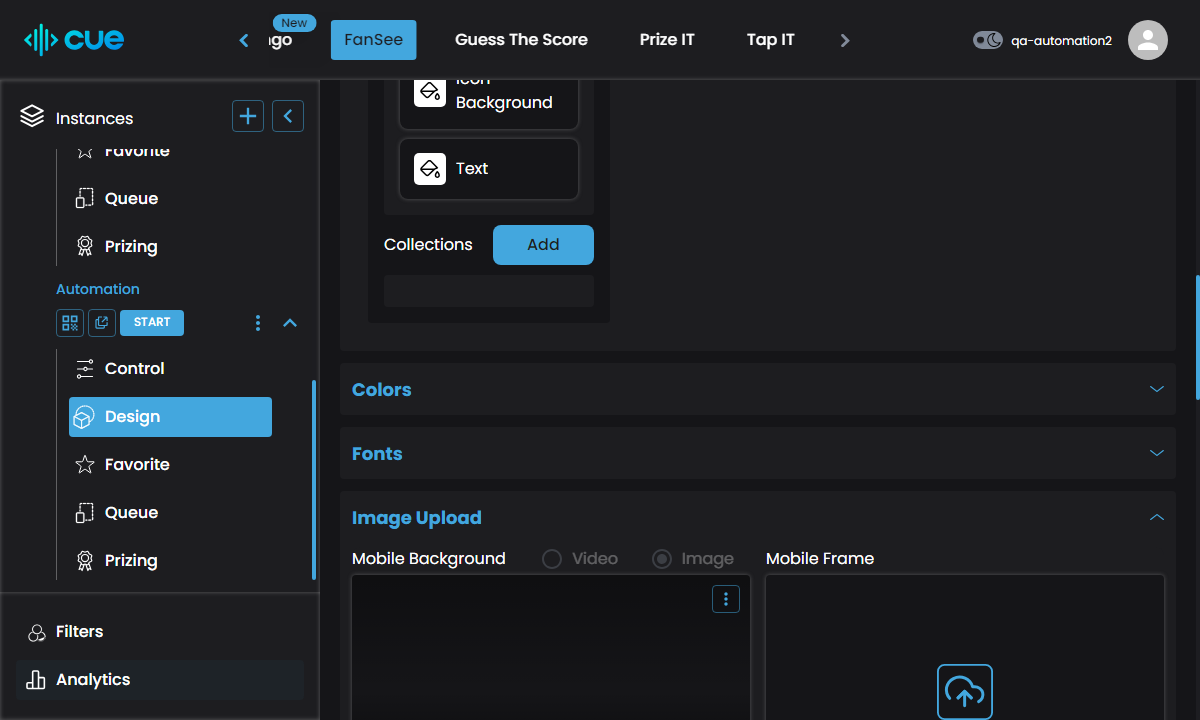 cue
New
ngo
FanSee
Guess The Score
Prize IT
Tap IT
qa-automation2
Instances
Favorite
Queue
Prizing
Automation
START
Control
Design
Favorite
Queue
Prizing
Filters
Analytics
Icon
Background
Text
Collections
Add
Colors
Fonts
Image Upload
Mobile Background
Video
Image
Mobile Frame